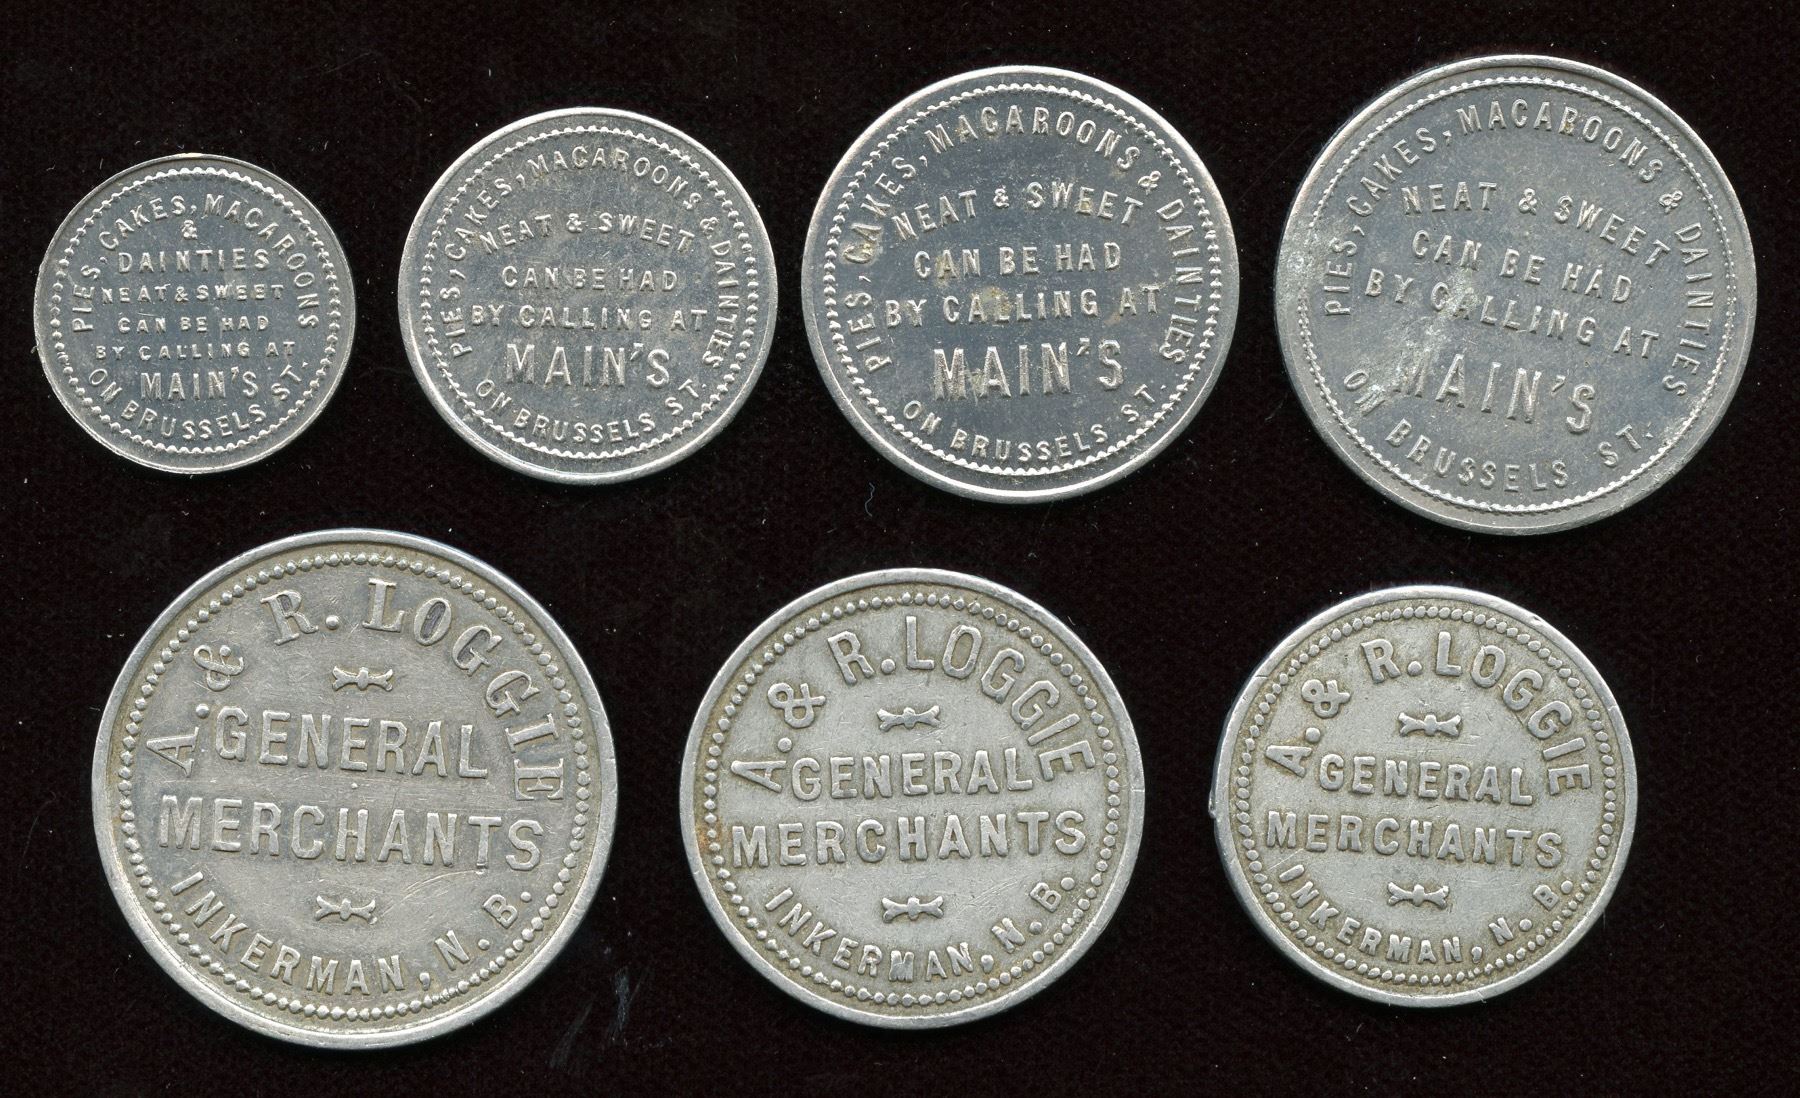 PIES, CAKES, MACAROONS
&
DAINTIES
NEAT & SWEET
CAN BE HAD
BY CALLING AT
MAIN'S
ON BRUSSELS ST.
PIES, CAKES, MACAROONS & DAINTIES
NEAT & SWEET
CAN BE HAD
BY CALLING AT
MAIN'S
ON BRUSSELS ST.
PIES, CAKES, MACAROONS & DAINTIES
NEAT & SWEET
CAN BE HAD
BY CALLING AT
MAIN'S
ON BRUSSELS ST.
PIES, CAKES, MACAROONS & DAINTIES
NEAT & SWEET
CAN BE HAD
BY CALLING AT
MAIN'S
ON BRUSSELS ST.
A. & R. LOGGIE
GENERAL
MERCHANTS
INKERMAN, N. B.
A. & R. LOGGIE
GENERAL
MERCHANTS
INKERMAN, N. B.
A. & R. LOGGIE
GENERAL
MERCHANTS
INKERMAN, N. B.